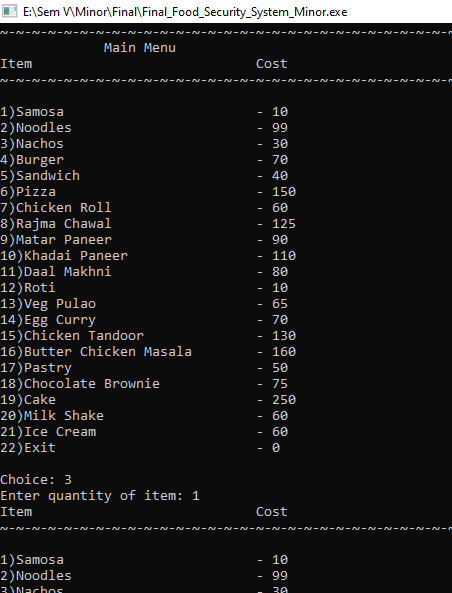 E:\Sem V\Minor\Final\Final_Food_Security_System_Minor.exe
~-~-~-~-~-~-~-~-~-~-~-~-~-~-~-~-~-~-~-~-~-~-~-~-~-~-~-~-
Main Menu
Item Cost
~-~-~-~-~-~-~-~-~-~-~-~-~-~-~-~-~-~-~-~-~-~-~-~-~-~-~-~-
1)Samosa - 10
2)Noodles - 99
3)Nachos - 30
4)Burger - 70
5)Sandwich - 40
6)Pizza - 150
7)Chicken Roll - 60
8)Rajma Chawal - 125
9)Matar Paneer - 90
10)Khadai Paneer - 110
11)Daal Makhni - 80
12)Roti - 10
13)Veg Pulao - 65
14)Egg Curry - 70
15)Chicken Tandoor - 130
16)Butter Chicken Masala - 160
17)Pastry - 50
18)Chocolate Brownie - 75
19)Cake - 250
20)Milk Shake - 60
21)Ice Cream - 60
22)Exit - 0
Choice: 3
Enter quantity of item: 1
Item Cost
~-~-~-~-~-~-~-~-~-~-~-~-~-~-~-~-~-~-~-~-~-~-~-~-~-~-~-~-
1)Samosa - 10
2)Noodles - 99
3)Nachos - 30